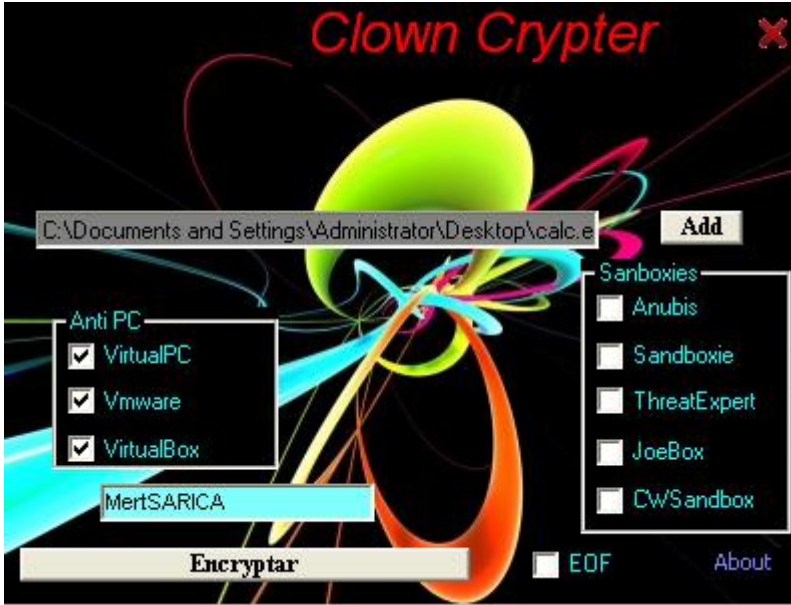 Clown Crypter
C:\Documents and Settings\Administrator\Desktop\calc.e
Add
Sanboxies
Anubis
Sandboxie
ThreatExpert
JoeBox
CWSandbox
Anti PC
VirtualPC
Vmware
VirtualBox
MertSARICA
Encryptar
EOF
About